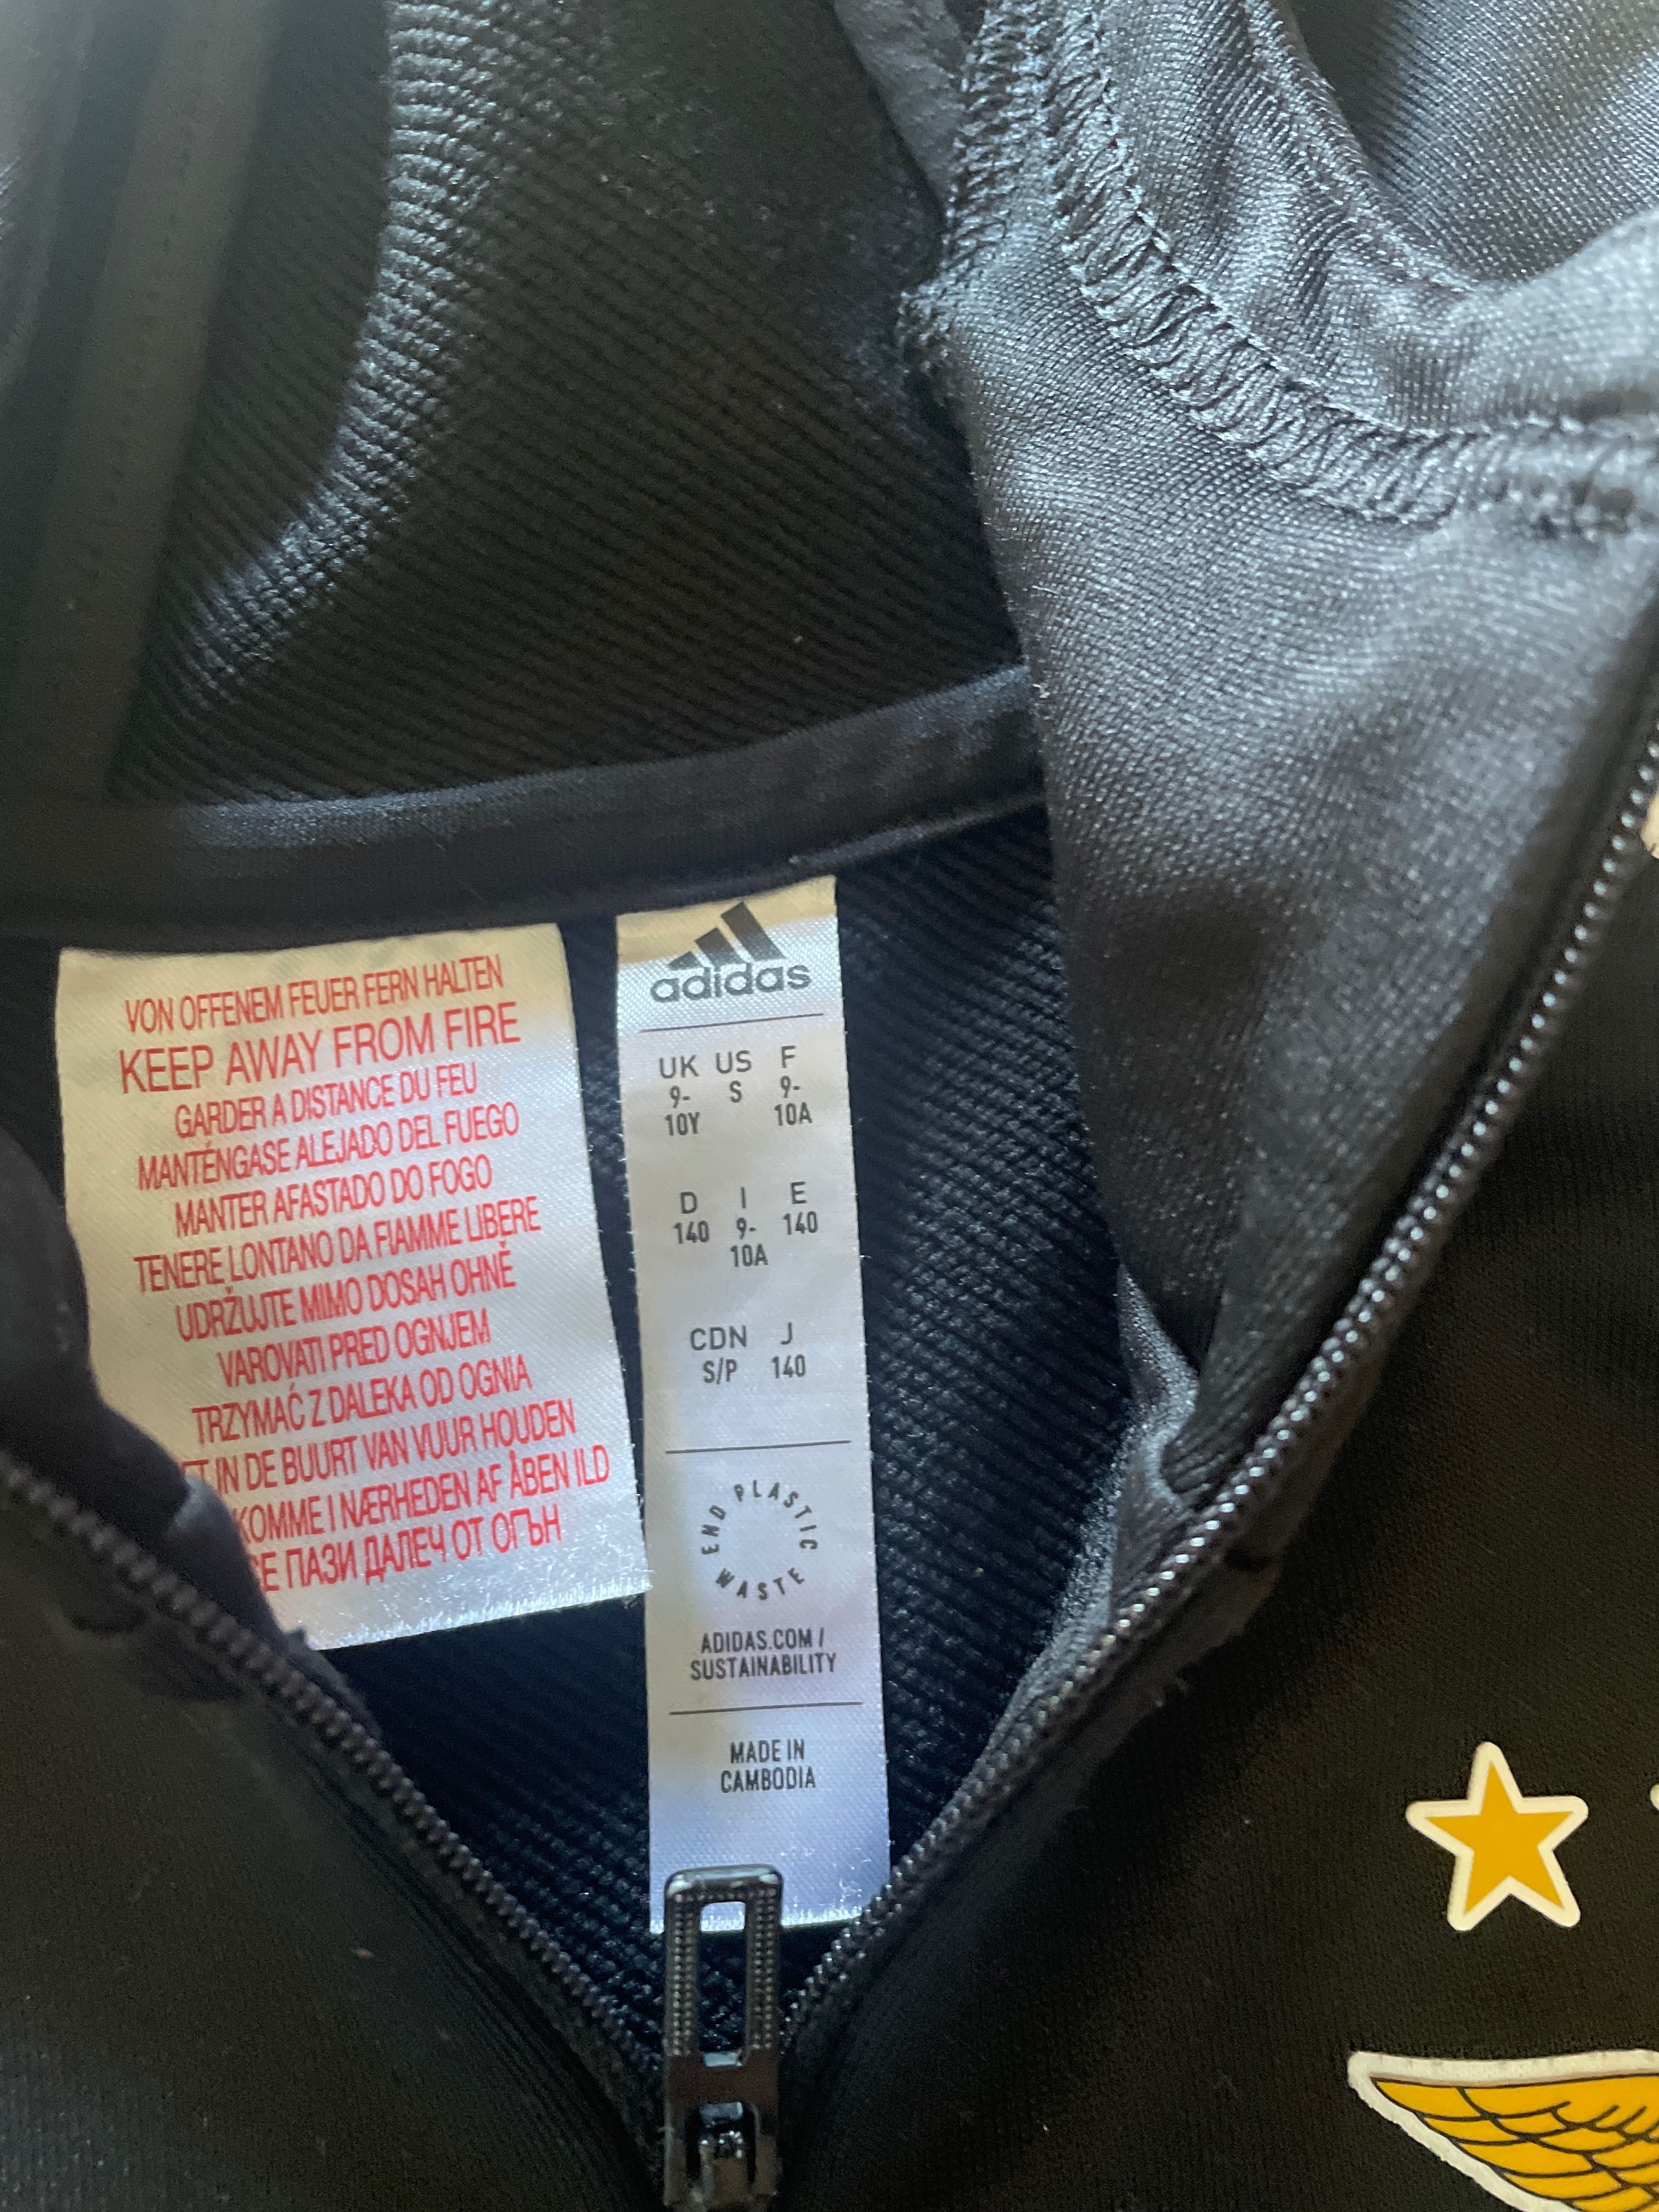 VON OFFENEM FEUER FERN HALTEN
KEEP AWAY FROM FIRE
GARDER A DISTANCE DU FEU
MANTÉNGASE ALEJADO DEL FUEGO
MANTER AFASTADO DO FOGO
TENERE LONTANO DA FIAMME LIBERE
UDRŽUJTE MIMO DOSAH OHNĚ
VAROVATI PRED OGNJEM
TRZYMAĆ Z DALEKA OD OGNIA
IN DE BUURT VAN VUUR HOUDEN
KOMME I NÆRHEDEN AF ÅBEN ILD
СЕ ПАЗИ ДАЛЕЧ ОТ ОГЪН
adidas
UK US F
9- S 9-
10Y 10A
D I E
140 9- 140
10A
CDN J
S/P 140
END PLASTIC WASTE
ADIDAS.COM /
SUSTAINABILITY
MADE IN
CAMBODIA